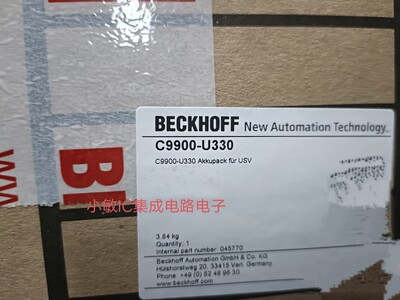 BECKHOFF New Automation Technology
C9900-U330
C9900-U330 Akkupack für USV
小敏IC集成电路电子
3.64 kg
Quantity: 1
Internal part number: 045770
Beckhoff Automation GmbH & Co. KG
Hülshorstweg 20, 33415 Verl, Germany
Phone +49(0) 52 46 96 30
www.beckhoff.com
BE
www